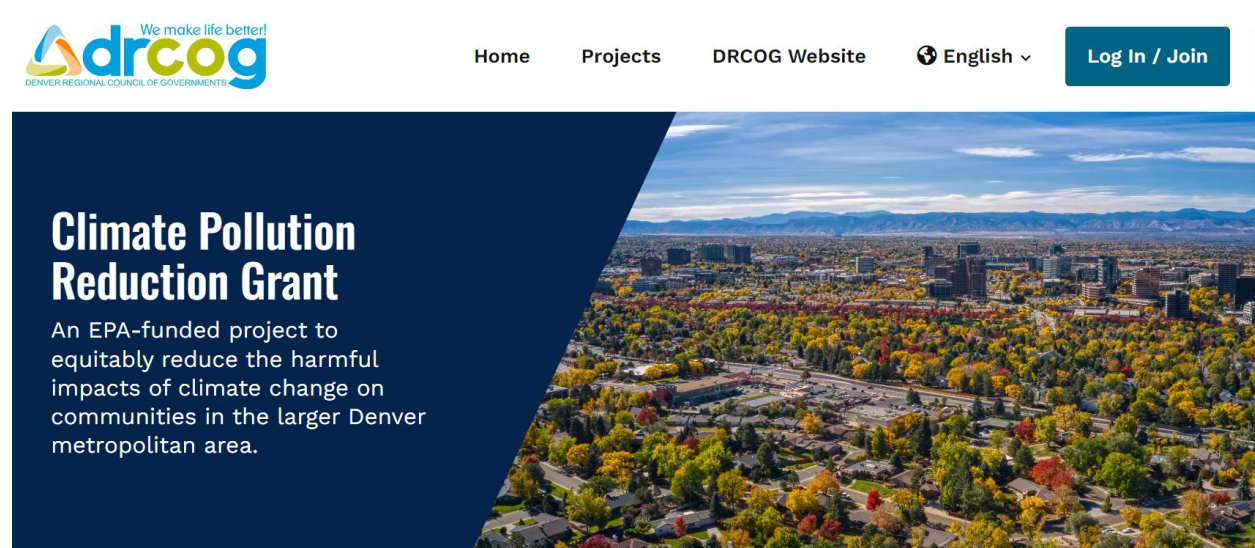 We make life better!
drcog
DENVER REGIONAL COUNCIL OF GOVERNMENTS
Home Projects DRCOG Website English Log In / Join
Climate Pollution
Reduction Grant
An EPA-funded project to
equitably reduce the harmful
impacts of climate change on
communities in the larger Denver
metropolitan area.